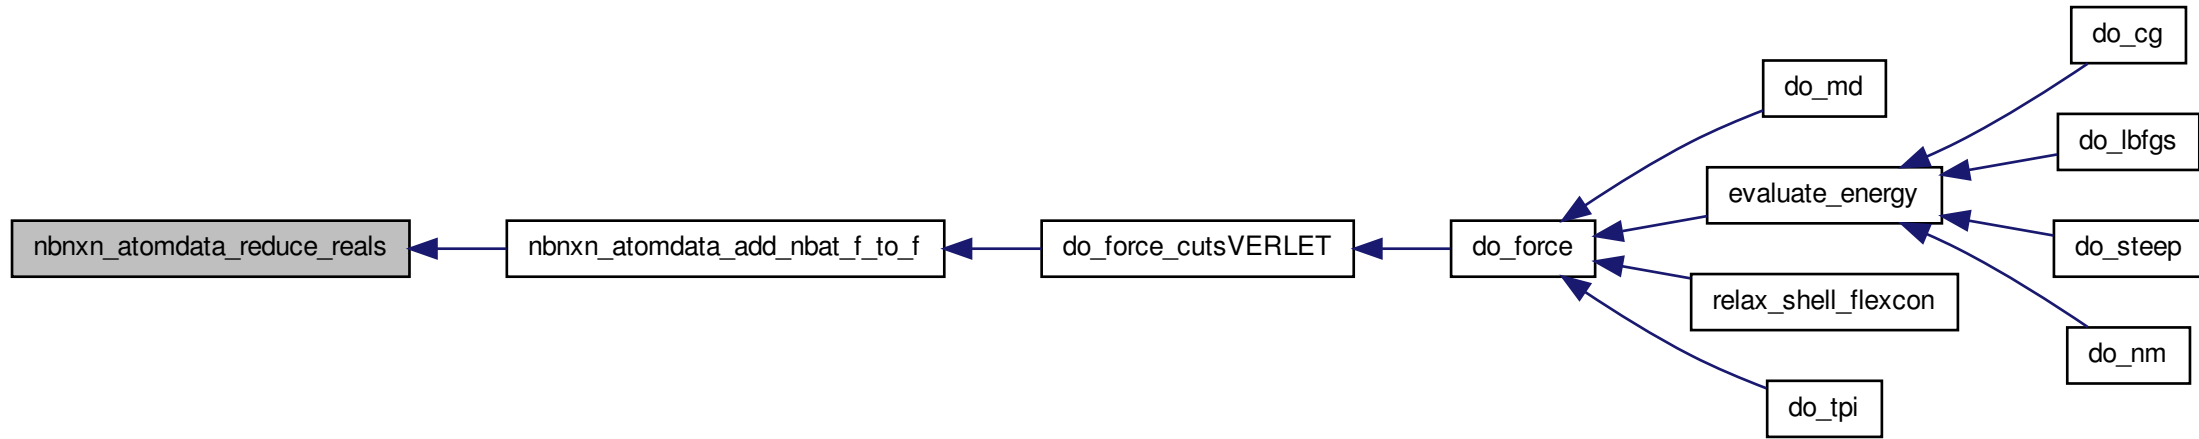 do_cg
do_md
do_lbfgs
evaluate_energy
nbnxn_atomdata_reduce_reals
nbnxn_atomdata_add_nbat_f_to_f
do_force_cutsVERLET
do_force
do_steep
relax_shell_flexcon
do_nm
do_tpi